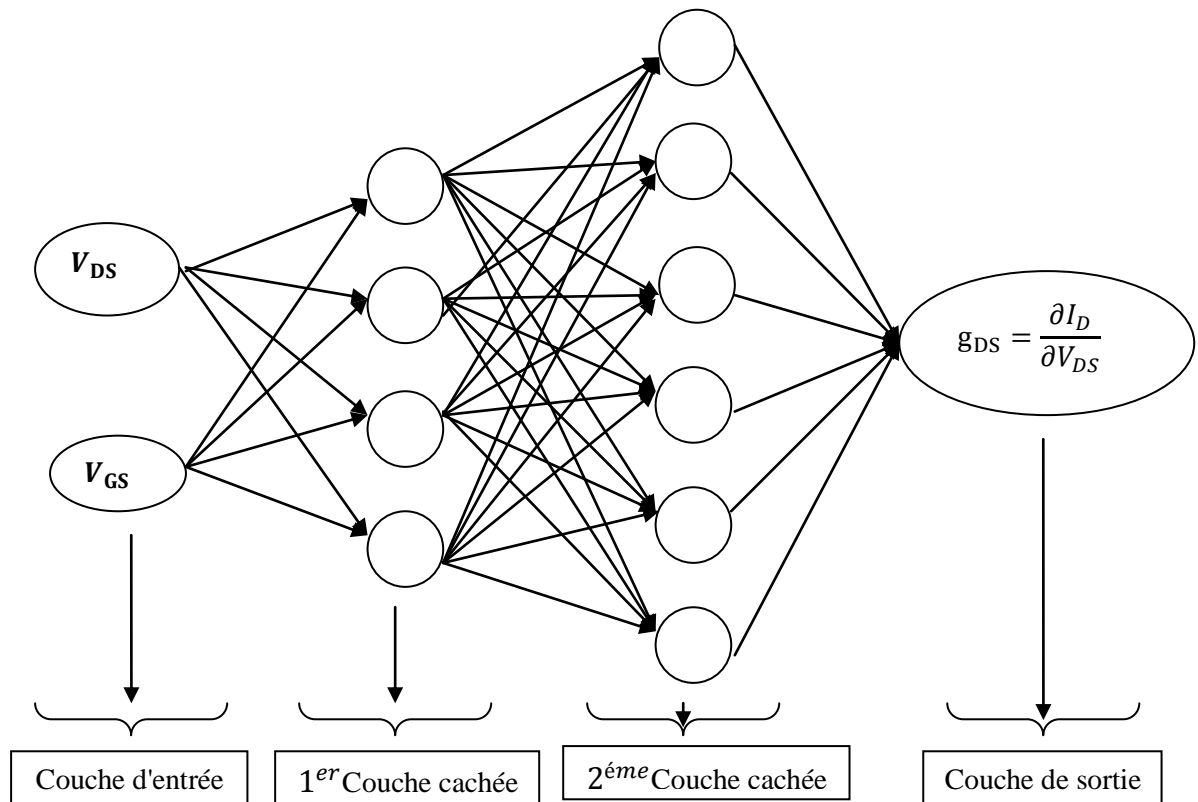 V_DS
V_GS
g_DS = ∂I_D / ∂V_DS
Couche d'entrée
1^er Couche cachée
2^éme Couche cachée
Couche de sortie